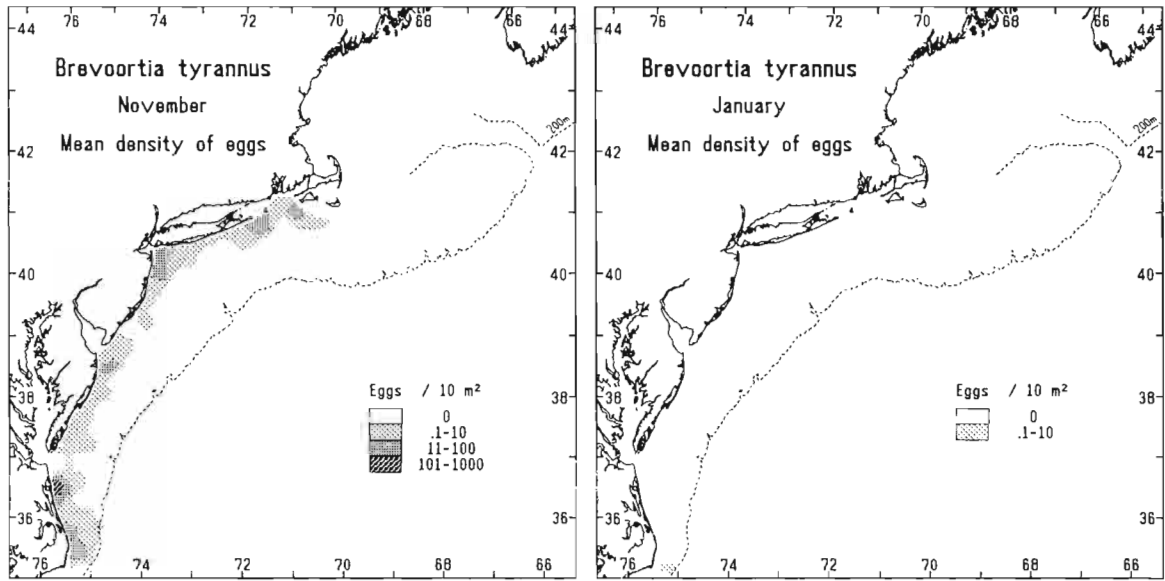 76 70 68 66
44 44
Brevoortia tyrannus
November
Mean density of eggs
200m
42 42
40 40
Eggs / 10 m²
38 0 38
.1-10
11-100
101-1000
36 36
76 74 72 70 68 66
76 74 72 70 68 66
44 44
Brevoortia tyrannus
January
Mean density of eggs
200m
42 42
40 40
Eggs / 10 m²
38 0 38
.1-10
36 36
76 74 72 70 68 66